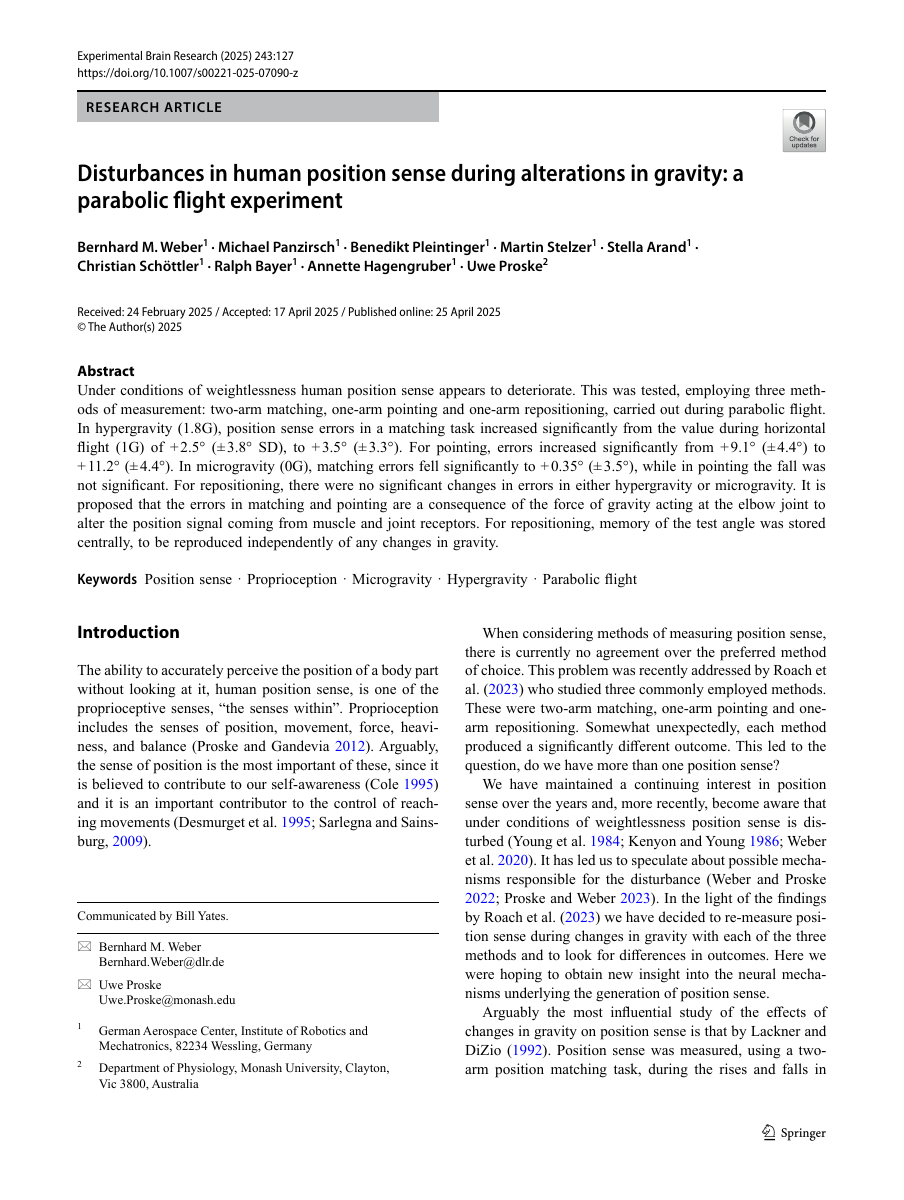 Experimental Brain Research (2025) 243:127
https://doi.org/10.1007/s00221-025-07090-z
RESEARCH ARTICLE
Check for
updates
Disturbances in human position sense during alterations in gravity: a
parabolic flight experiment
Bernhard M. Weber1 · Michael Panzirsch1 · Benedikt Pleintinger1 · Martin Stelzer1 · Stella Arand1 ·
Christian Schöttler1 · Ralph Bayer1 · Annette Hagengruber1 · Uwe Proske2
Received: 24 February 2025 / Accepted: 17 April 2025 / Published online: 25 April 2025
© The Author(s) 2025
Abstract
Under conditions of weightlessness human position sense appears to deteriorate. This was tested, employing three meth-
ods of measurement: two-arm matching, one-arm pointing and one-arm repositioning, carried out during parabolic flight.
In hypergravity (1.8G), position sense errors in a matching task increased significantly from the value during horizontal
flight (1G) of +2.5° (±3.8° SD), to +3.5° (±3.3°). For pointing, errors increased significantly from +9.1° (±4.4°) to
+11.2° (±4.4°). In microgravity (0G), matching errors fell significantly to +0.35° (±3.5°), while in pointing the fall was
not significant. For repositioning, there were no significant changes in errors in either hypergravity or microgravity. It is
proposed that the errors in matching and pointing are a consequence of the force of gravity acting at the elbow joint to
alter the position signal coming from muscle and joint receptors. For repositioning, memory of the test angle was stored
centrally, to be reproduced independently of any changes in gravity.
Keywords Position sense · Proprioception · Microgravity · Hypergravity · Parabolic flight
Introduction
The ability to accurately perceive the position of a body part
without looking at it, human position sense, is one of the
proprioceptive senses, “the senses within”. Proprioception
includes the senses of position, movement, force, heavi-
ness, and balance (Proske and Gandevia 2012). Arguably,
the sense of position is the most important of these, since it
is believed to contribute to our self-awareness (Cole 1995)
and it is an important contributor to the control of reach-
ing movements (Desmurget et al. 1995; Sarlegna and Sains-
burg, 2009).
Communicated by Bill Yates.
Bernhard M. Weber
Bernhard.Weber@dlr.de
Uwe Proske
Uwe.Proske@monash.edu
1 German Aerospace Center, Institute of Robotics and
Mechatronics, 82234 Wessling, Germany
2 Department of Physiology, Monash University, Clayton,
Vic 3800, Australia
When considering methods of measuring position sense,
there is currently no agreement over the preferred method
of choice. This problem was recently addressed by Roach et
al. (2023) who studied three commonly employed methods.
These were two-arm matching, one-arm pointing and one-
arm repositioning. Somewhat unexpectedly, each method
produced a significantly different outcome. This led to the
question, do we have more than one position sense?
We have maintained a continuing interest in position
sense over the years and, more recently, become aware that
under conditions of weightlessness position sense is dis-
turbed (Young et al. 1984; Kenyon and Young 1986; Weber
et al. 2020). It has led us to speculate about possible mecha-
nisms responsible for the disturbance (Weber and Proske
2022; Proske and Weber 2023). In the light of the findings
by Roach et al. (2023) we have decided to re-measure posi-
tion sense during changes in gravity with each of the three
methods and to look for differences in outcomes. Here we
were hoping to obtain new insight into the neural mecha-
nisms underlying the generation of position sense.
Arguably the most influential study of the effects of
changes in gravity on position sense is that by Lackner and
DiZio (1992). Position sense was measured, using a two-
arm position matching task, during the rises and falls in
Springer